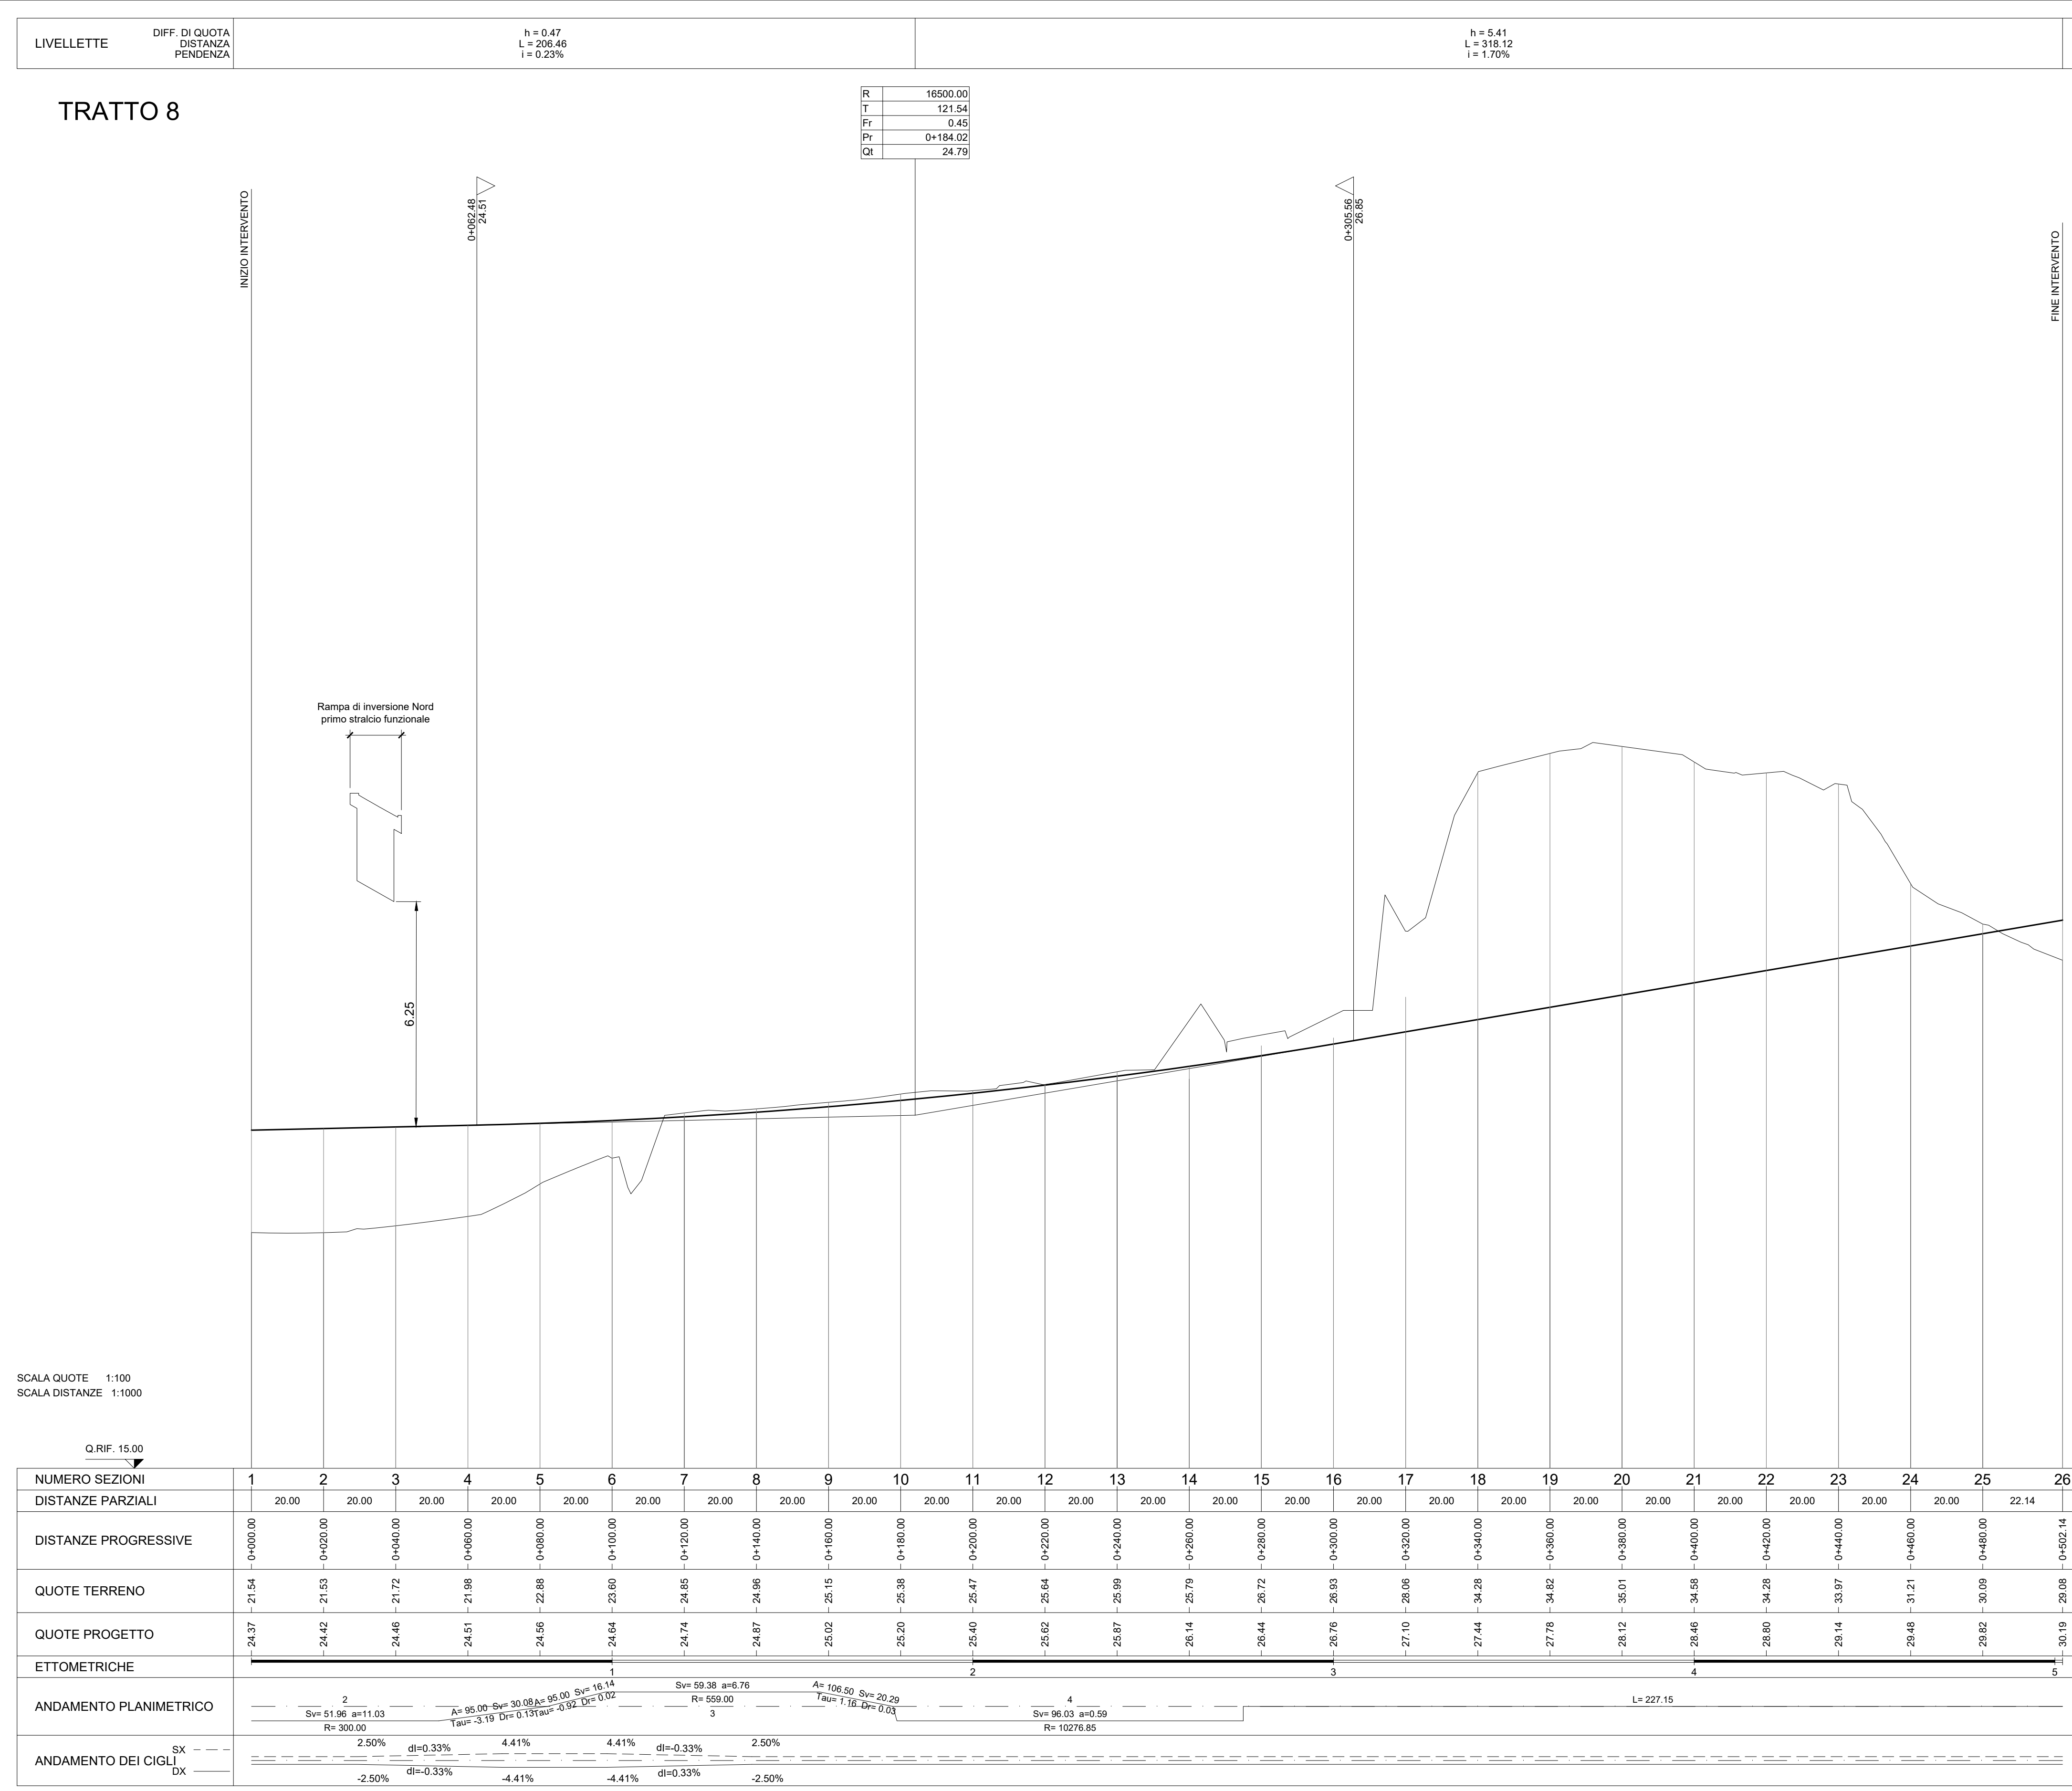 LIVELLETTE
DIFF. DI QUOTA
DISTANZA
PENDENZA
h = 0.47
L = 206.46
i = 0.23%
h = 5.41
L = 318.12
i = 1.70%
TRATTO 8
R 16500.00
T 121.54
Fr 0.45
Pr 0+184.02
Qt 24.79
INIZIO INTERVENTO
0+062.48
24.51
0+305.56
26.85
FINE INTERVENTO
Rampa di inversione Nord
primo stralcio funzionale
6.25
SCALA QUOTE 1:100
SCALA DISTANZE 1:1000
Q.RIF. 15.00
NUMERO SEZIONI 1 2 3 4 5 6 7 8 9 10 11 12 13 14 15 16 17 18 19 20 21 22 23 24 25 26
DISTANZE PARZIALI 20.00 20.00 20.00 20.00 20.00 20.00 20.00 20.00 20.00 20.00 20.00 20.00 20.00 20.00 20.00 20.00 20.00 20.00 20.00 20.00 20.00 20.00 20.00 20.00 22.14
DISTANZE PROGRESSIVE 0+000.00 0+020.00 0+040.00 0+060.00 0+080.00 0+100.00 0+120.00 0+140.00 0+160.00 0+180.00 0+200.00 0+220.00 0+240.00 0+260.00 0+280.00 0+300.00 0+320.00 0+340.00 0+360.00 0+380.00 0+400.00 0+420.00 0+440.00 0+460.00 0+480.00 0+502.14
QUOTE TERRENO 21.54 21.53 21.72 21.98 22.88 23.60 24.85 24.96 25.15 25.38 25.47 25.64 25.99 25.79 26.72 26.93 28.06 34.28 34.82 35.01 34.58 34.28 33.97 31.21 30.09 29.08
QUOTE PROGETTO 24.37 24.42 24.46 24.51 24.56 24.64 24.74 24.87 25.02 25.20 25.40 25.62 25.87 26.14 26.44 26.76 27.10 27.44 27.78 28.12 28.46 28.80 29.14 29.48 29.82 30.19
ETTOMETRICHE 1 2 3 4 5
ANDAMENTO PLANIMETRICO
2
Sv= 51.96 a=11.03
R= 300.00
A= 95.00 Sv= 30.08
Tau= -3.19 Dr= 0.13
A= 95.00 Sv= 16.14
Tau= -0.92 Dr= 0.02
Sv= 59.38 a=6.76
R= 559.00
3
A= 106.50 Sv= 20.29
Tau= 1.16 Dr= 0.03
4
Sv= 96.03 a=0.59
R= 10276.85
L= 227.15
ANDAMENTO DEI CIGLI
SX
DX
2.50% dI=0.33% 4.41% 4.41% dI=-0.33% 2.50%
-2.50% dI=-0.33% -4.41% -4.41% dI=0.33% -2.50%